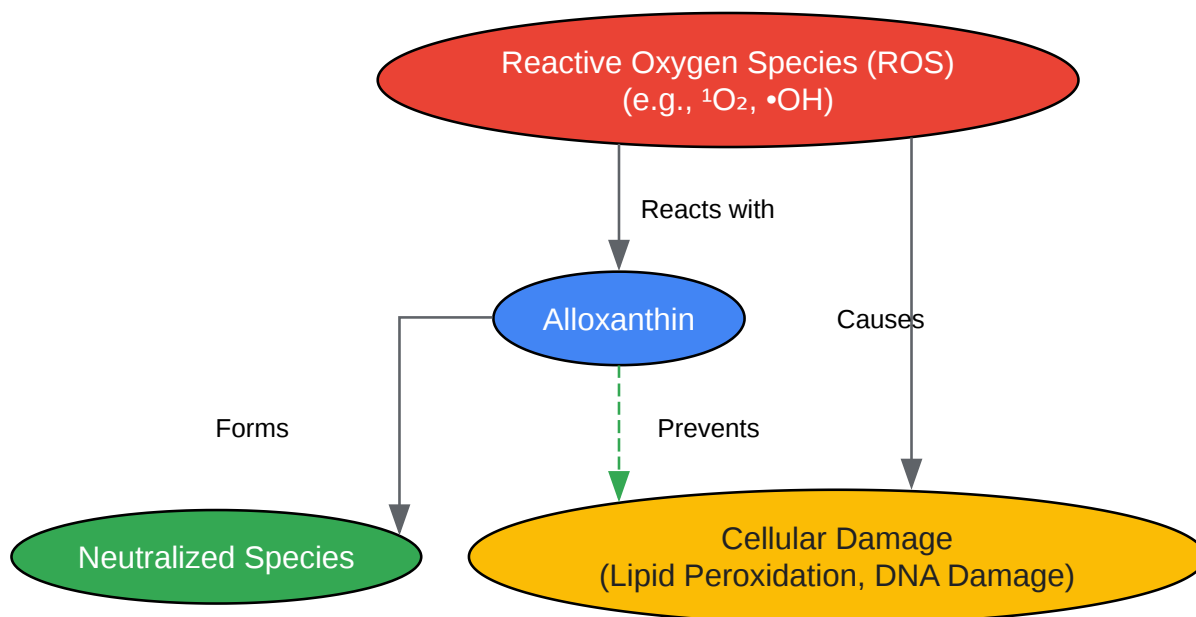 Reactive Oxygen Species (ROS)
(e.g., ¹O₂, •OH)
Reacts with
Alloxanthin
Causes
Forms
Prevents
Neutralized Species
Cellular Damage
(Lipid Peroxidation, DNA Damage)